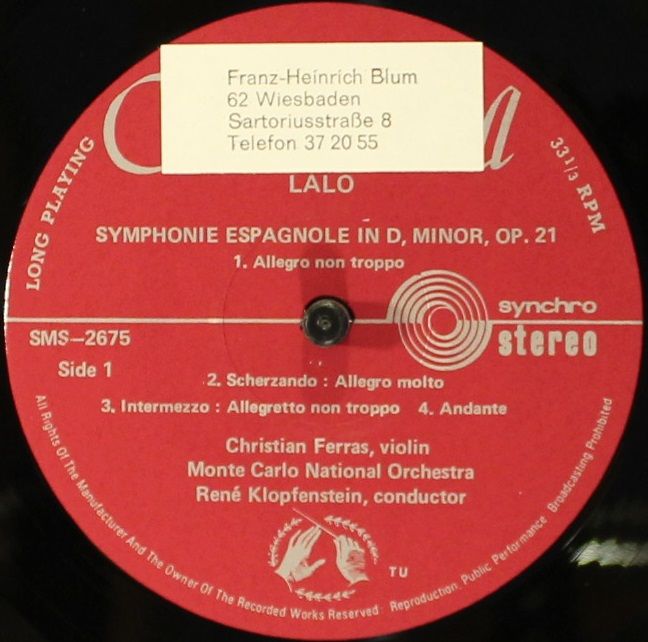 Franz-Heinrich Blum
62 Wiesbaden
Sartoriusstraße 8
Telefon 37 20 55
LONG PLAYING
33 1/3 RPM
LALO
SYMPHONIE ESPAGNOLE IN D, MINOR, OP. 21
1. Allegro non troppo
synchro
stereo
SMS-2675
Side 1
2. Scherzando : Allegro molto
3. Intermezzo : Allegretto non troppo 4. Andante
Christian Ferras, violin
Monte Carlo National Orchestra
René Klopfenstein, conductor
TU
All Rights Of The Manufacturer And The Owner Of The Recorded Works Reserved· Reproduction, Public Performance Broadcasting Prohibited